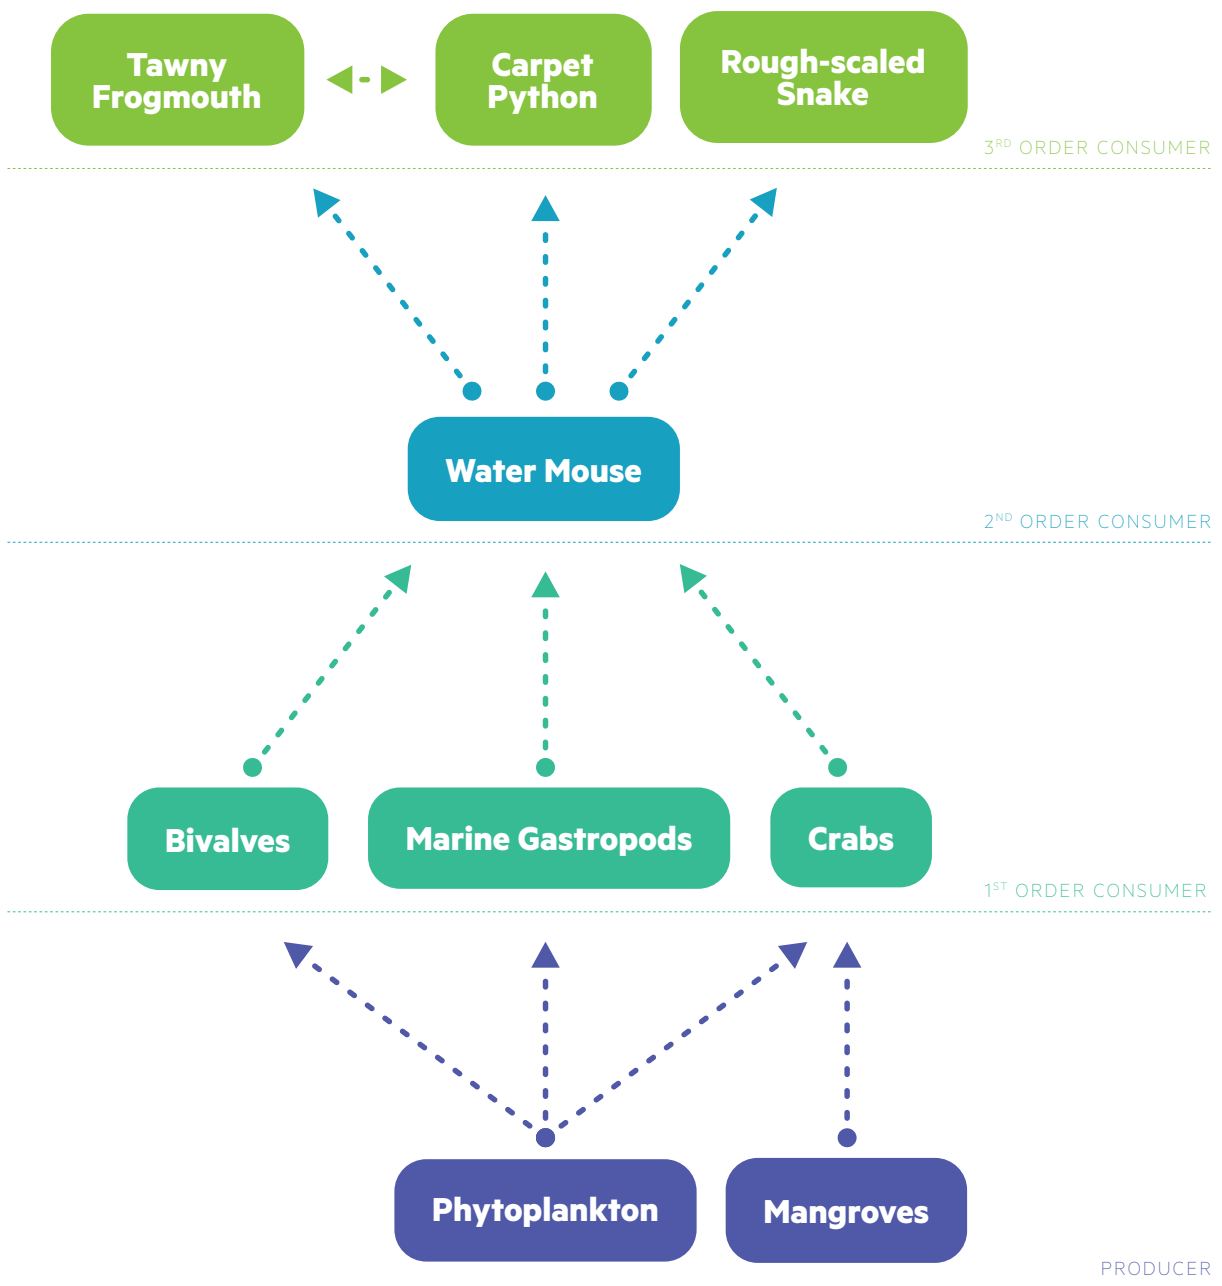 Tawny
Frogmouth
Carpet
Python
Rough-scaled
Snake
3RD ORDER CONSUMER
Water Mouse
2ND ORDER CONSUMER
Bivalves
Marine Gastropods
Crabs
1ST ORDER CONSUMER
Phytoplankton
Mangroves
PRODUCER